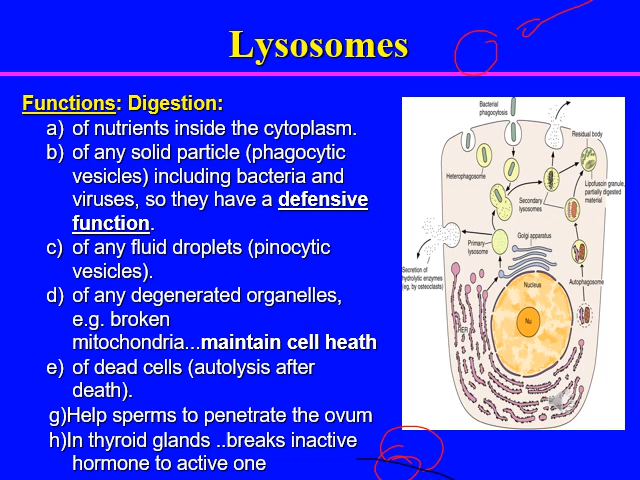 Lysosomes
Functions: Digestion:
a) of nutrients inside the cytoplasm.
b) of any solid particle (phagocytic
vesicles) including bacteria and
viruses, so they have a defensive
function.
c) of any fluid droplets (pinocytic
vesicles).
d) of any degenerated organelles,
e.g. broken
mitochondria...maintain cell heath
e) of dead cells (autolysis after
death).
g)Help sperms to penetrate the ovum
h)In thyroid glands ..breaks inactive
hormone to active one
Bacterial
phagocytosis
Residual body
Heterophagosome
Lipofuscin granule,
partially digested
material
Secondary
lysosomes
Golgi apparatus
Primary
lysosome
Secretion of
hydrolytic enzymes
(eg, by osteoclasts)
Nucleus
Autophagosome
Nu
RER